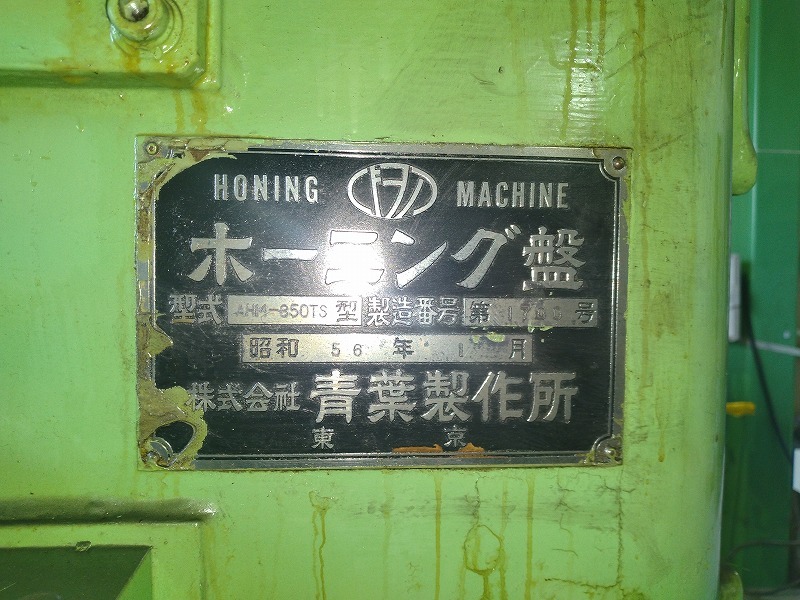 HONING MACHINE
ホーニング盤
型式 AHM-850TS 型 製造番号 第 号
昭和 56 年 1 月
株式会社 青葉製作所
東京